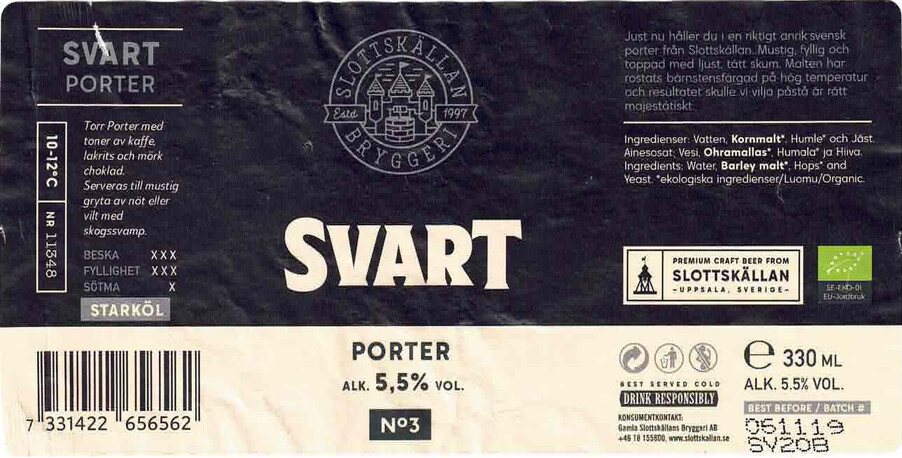 SVART
PORTER
10-12°C
NR 11348
Torr Porter med
toner av kaffe,
lakrits och mörk
choklad.
Serveras till mustig
gryta av nöt eller
vilt med
skogssvamp.
BESKA XXX
FYLLIGHET XXX
SÖTMA X
STARKÖL
7 331422 656562
SLOTTSKÄLLAN
Estd 1997
BRYGGERI
SVART
PORTER
ALK. 5,5% VOL.
Nº3
Just nu håller du i en riktigt anrik svensk
porter från Slottskällan. Mustig, fyllig och
toppad med ljust, tätt skum. Malten har
rostats bärnstensfärgad på hög temperatur
och resultatet skulle vi vilja påstå är rätt
majestätiskt.
Ingredienser: Vatten, Kornmalt*, Humle* och Jäst.
Ainesosat: Vesi, Ohramallas*, Humala* ja Hiiva.
Ingredients: Water, Barley malt*, Hops* and
Yeast. *ekologiska ingredienser/Luomu/Organic.
PREMIUM CRAFT BEER FROM
SLOTTSKÄLLAN
-UPPSALA, SVERIGE-
SE-EKO-01
EU-Jordbruk
BEST SERVED COLD
DRINK RESPONSIBLY
KONSUMENTKONTAKT:
Gamla Slottskällans Bryggeri AB
+46 18 155800, www.slottskallan.se
e 330 ML
ALK. 5.5% VOL.
BEST BEFORE / BATCH #
051119
SV20B